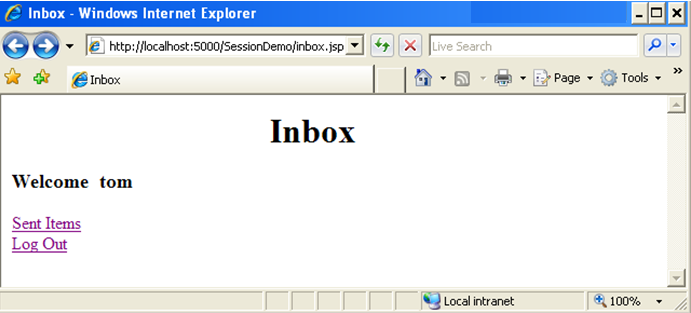 Inbox - Windows Internet Explorer
http://localhost:5000/SessionDemo/inbox.jsp
Live Search
Inbox
Page
Tools
Inbox
Welcome tom
Sent Items
Log Out
Local intranet
100%